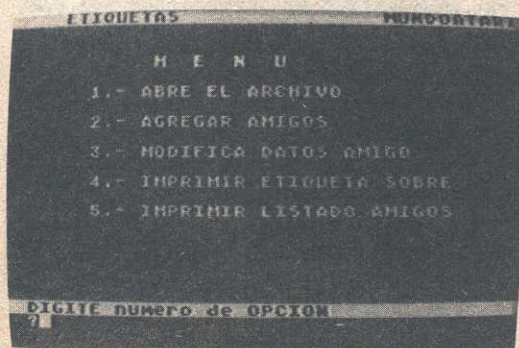 ETIQUETAS MUNDOATARI
M E N U
1.- ABRE EL ARCHIVO
2.- AGREGAR AMIGOS
3.- MODIFICA DATOS AMIGO
4.- IMPRIMIR ETIQUETA SOBRE
5.- IMPRIMIR LISTADO AMIGOS
DIGITE numero de OPCION
?